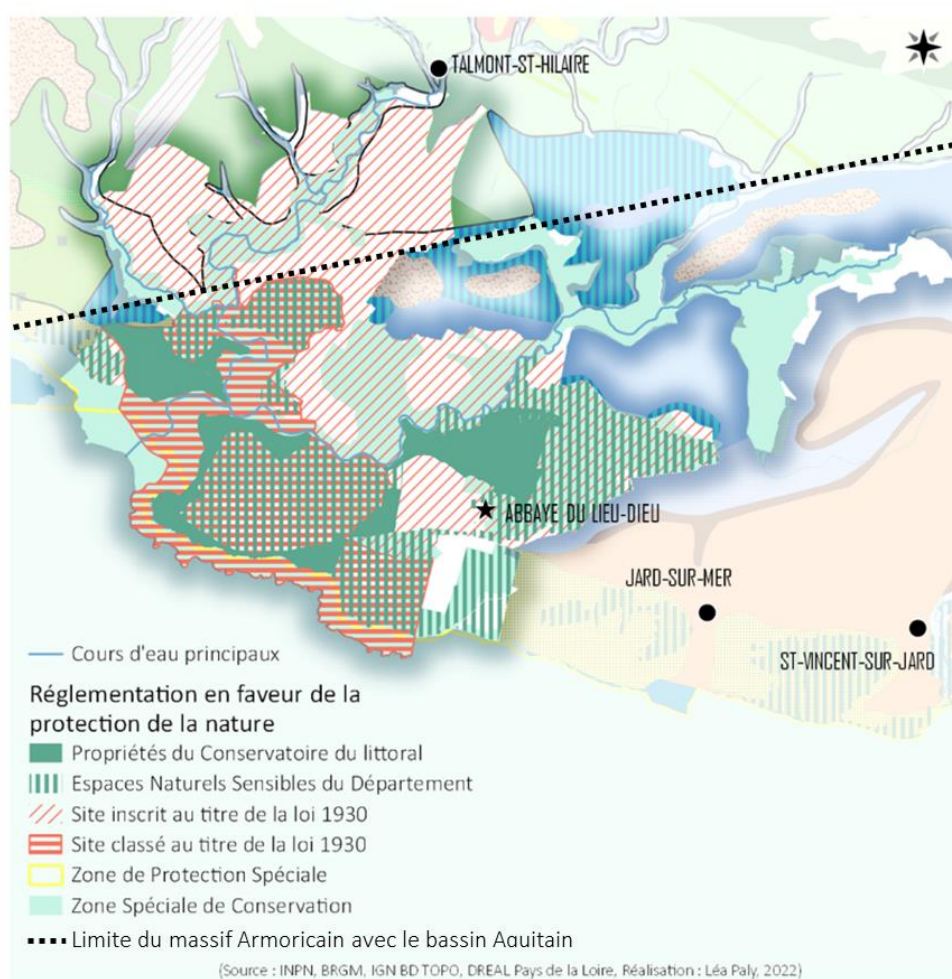 TALMONT-ST-HILAIRE
ABBAYE DU LIEU-DIEU
JARD-SUR-MER
ST-VINCENT-SUR-JARD
Cours d'eau principaux
Réglementation en faveur de la
protection de la nature
Propriétés du Conservatoire du littoral
Espaces Naturels Sensibles du Département
Site inscrit au titre de la loi 1930
Site classé au titre de la loi 1930
Zone de Protection Spéciale
Zone Spéciale de Conservation
Limite du massif Armoricain avec le bassin Aquitain
(Source : INPN, BRGM, IGN BD TOPO, DREAL Pays de la Loire, Réalisation : Léa Paly, 2022)